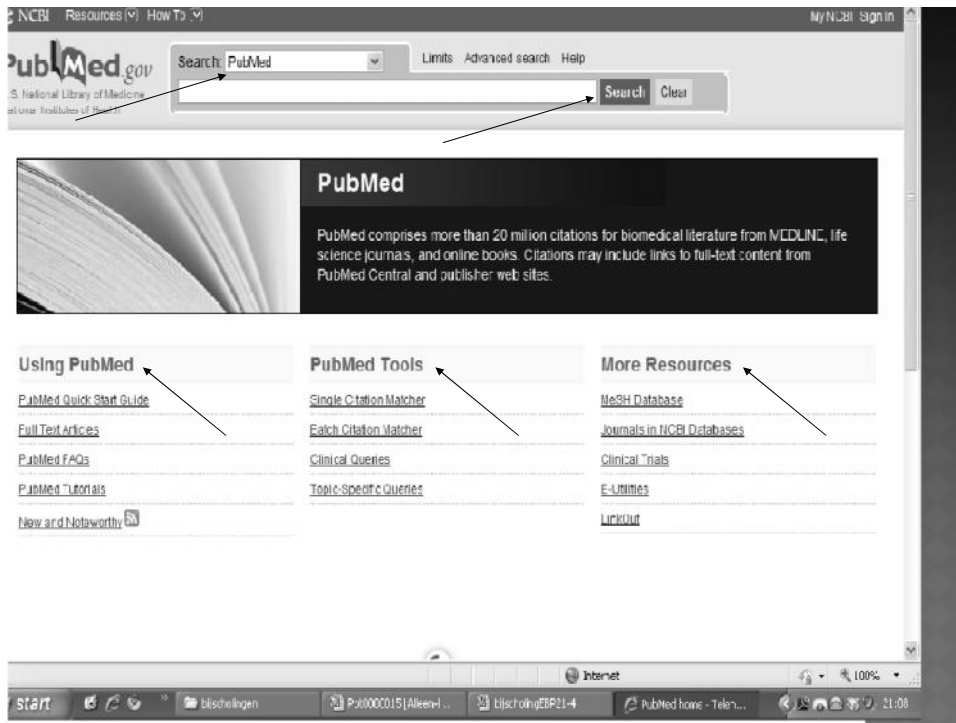 NCBI Resources How To My NCBI Sign in
PubMed.gov
Search: PubMed Limits Advanced search Help
U.S. National Library of Medicine
National Institutes of Health
Search Clear
PubMed
PubMed comprises more than 20 million citations for biomedical literature from MEDLINE, life
science journals, and online books. Citations may include links to full-text content from
PubMed Central and publisher web sites.
Using PubMed
PubMed Quick Start Guide
Full Text Articles
PubMed FAQs
PubMed Tutorials
New and Noteworthy
PubMed Tools
Single Citation Matcher
Batch Citation Matcher
Clinical Queries
Topic-Specific Queries
More Resources
MeSH Database
Journals in NCBI Databases
Clinical Trials
E-Utilities
LinkOut
Internet 100%
start bijscholingen bijscholingEBP21-4 PubMed home - Telen... 21:08